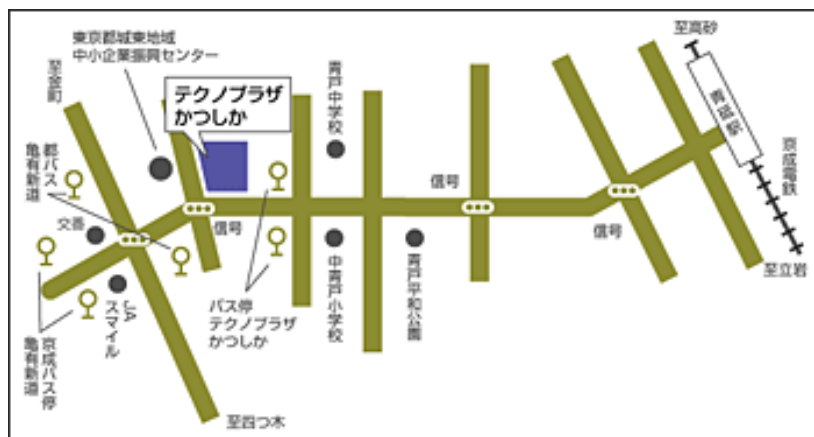 東京都城東地域
中小企業振興センター
至金町
テクノプラザ
かつしか
青戸中学校
至高砂
青砥駅
京成電鉄
至立石
都バス
亀有新道
交番
信号
信号
信号
JA
スマイル
バス停
テクノプラザ
かつしか
中青戸小学校
青戸平和公園
京成バス停
亀有新道
至四つ木